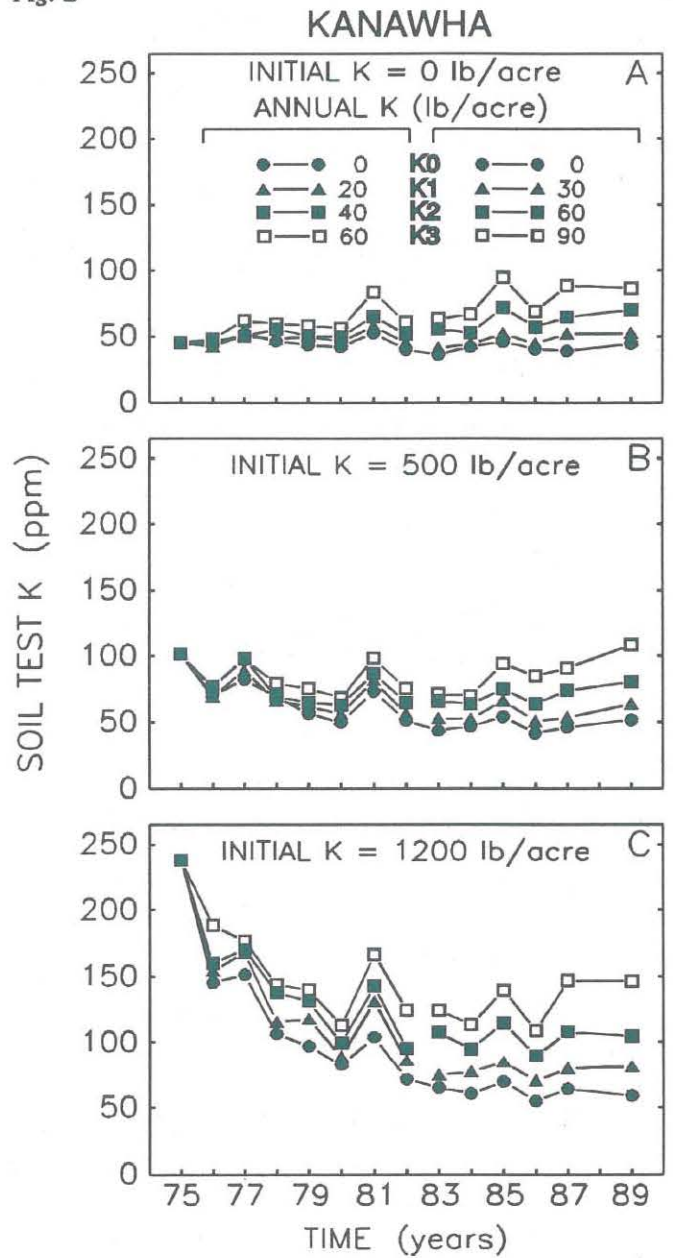 KANAWHA
INITIAL K = 0 lb/acre A
ANNUAL K (lb/acre)
0 K0 0
20 K1 30
40 K2 60
60 K3 90
250
200
150
100
50
0
INITIAL K = 500 lb/acre B
250
200
150
100
50
0
INITIAL K = 1200 lb/acre C
250
200
150
100
50
0
SOIL TEST K (ppm)
75 77 79 81 83 85 87 89
TIME (years)